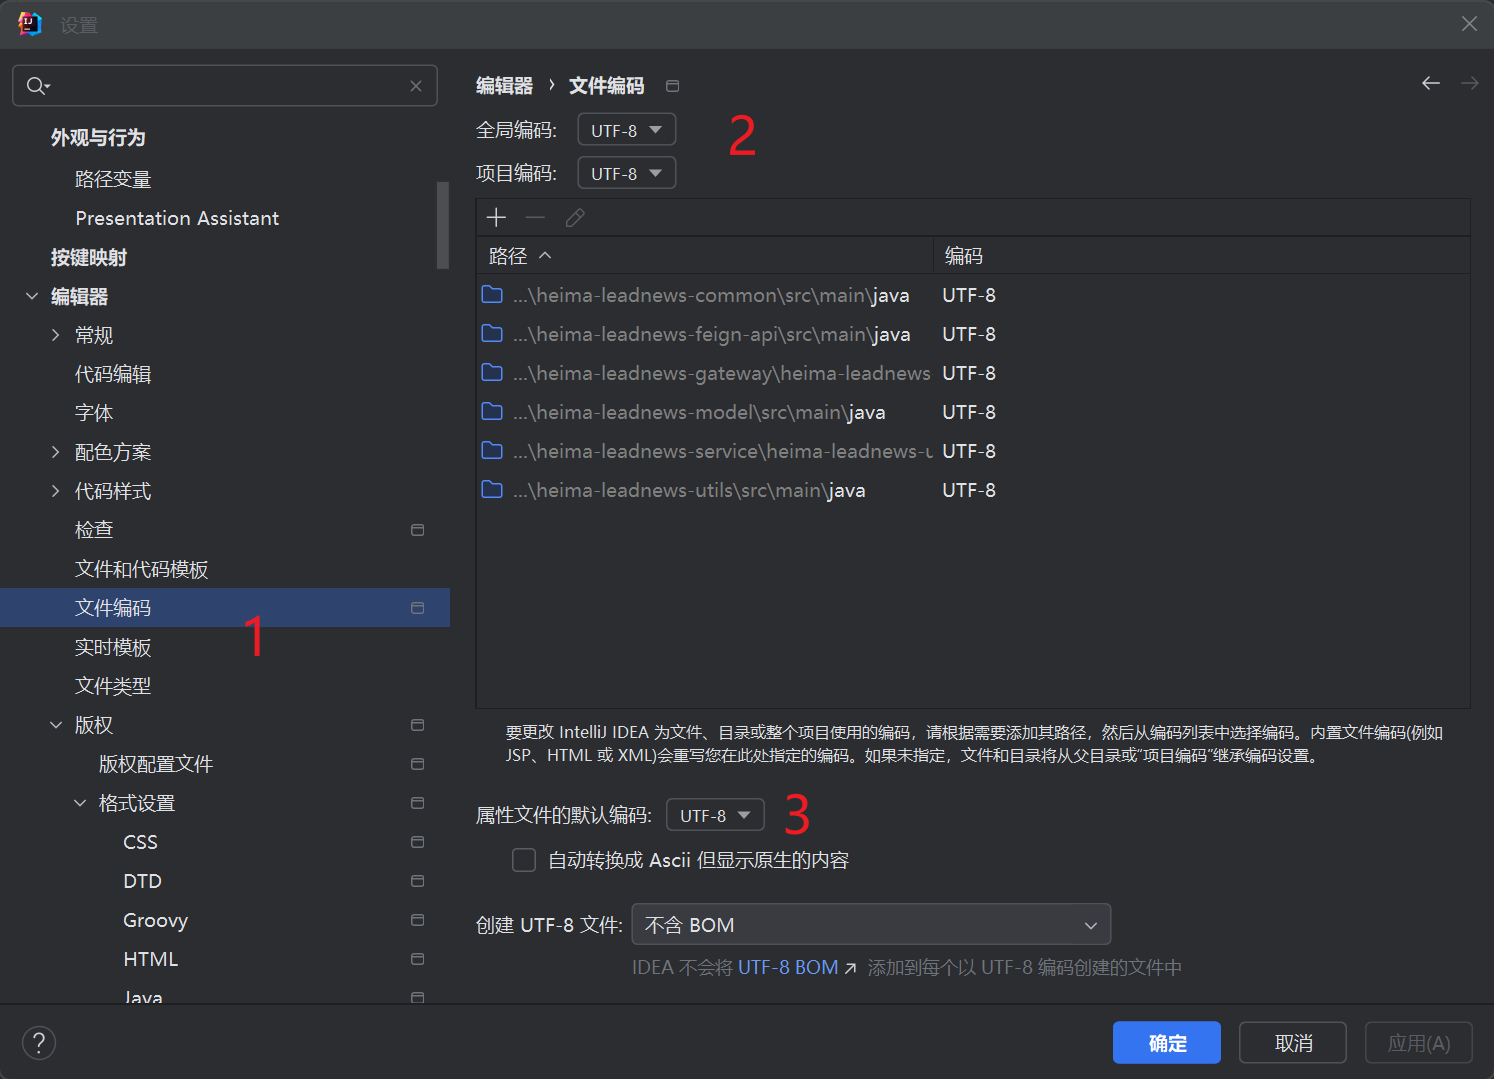 设置
外观与行为
路径变量
Presentation Assistant
按键映射
编辑器
常规
代码编辑
字体
配色方案
代码样式
检查
文件和代码模板
文件编码
1
实时模板
文件类型
版权
版权配置文件
格式设置
CSS
DTD
Groovy
HTML
Java
编辑器 › 文件编码
全局编码: UTF-8
2
项目编码: UTF-8
路径 编码
...\heima-leadnews-common\src\main\java UTF-8
...\heima-leadnews-feign-api\src\main\java UTF-8
...\heima-leadnews-gateway\heima-leadnews UTF-8
...\heima-leadnews-model\src\main\java UTF-8
...\heima-leadnews-service\heima-leadnews-u UTF-8
...\heima-leadnews-utils\src\main\java UTF-8
要更改 IntelliJ IDEA 为文件、目录或整个项目使用的编码，请根据需要添加其路径，然后从编码列表中选择编码。内置文件编码(例如
JSP、HTML 或 XML)会重写您在此处指定的编码。如果未指定，文件和目录将从父目录或"项目编码"继承编码设置。
属性文件的默认编码: UTF-8
3
自动转换成 Ascii 但显示原生的内容
创建 UTF-8 文件: 不含 BOM
IDEA 不会将 UTF-8 BOM ↗ 添加到每个以 UTF-8 编码创建的文件中
?
确定 取消 应用(A)